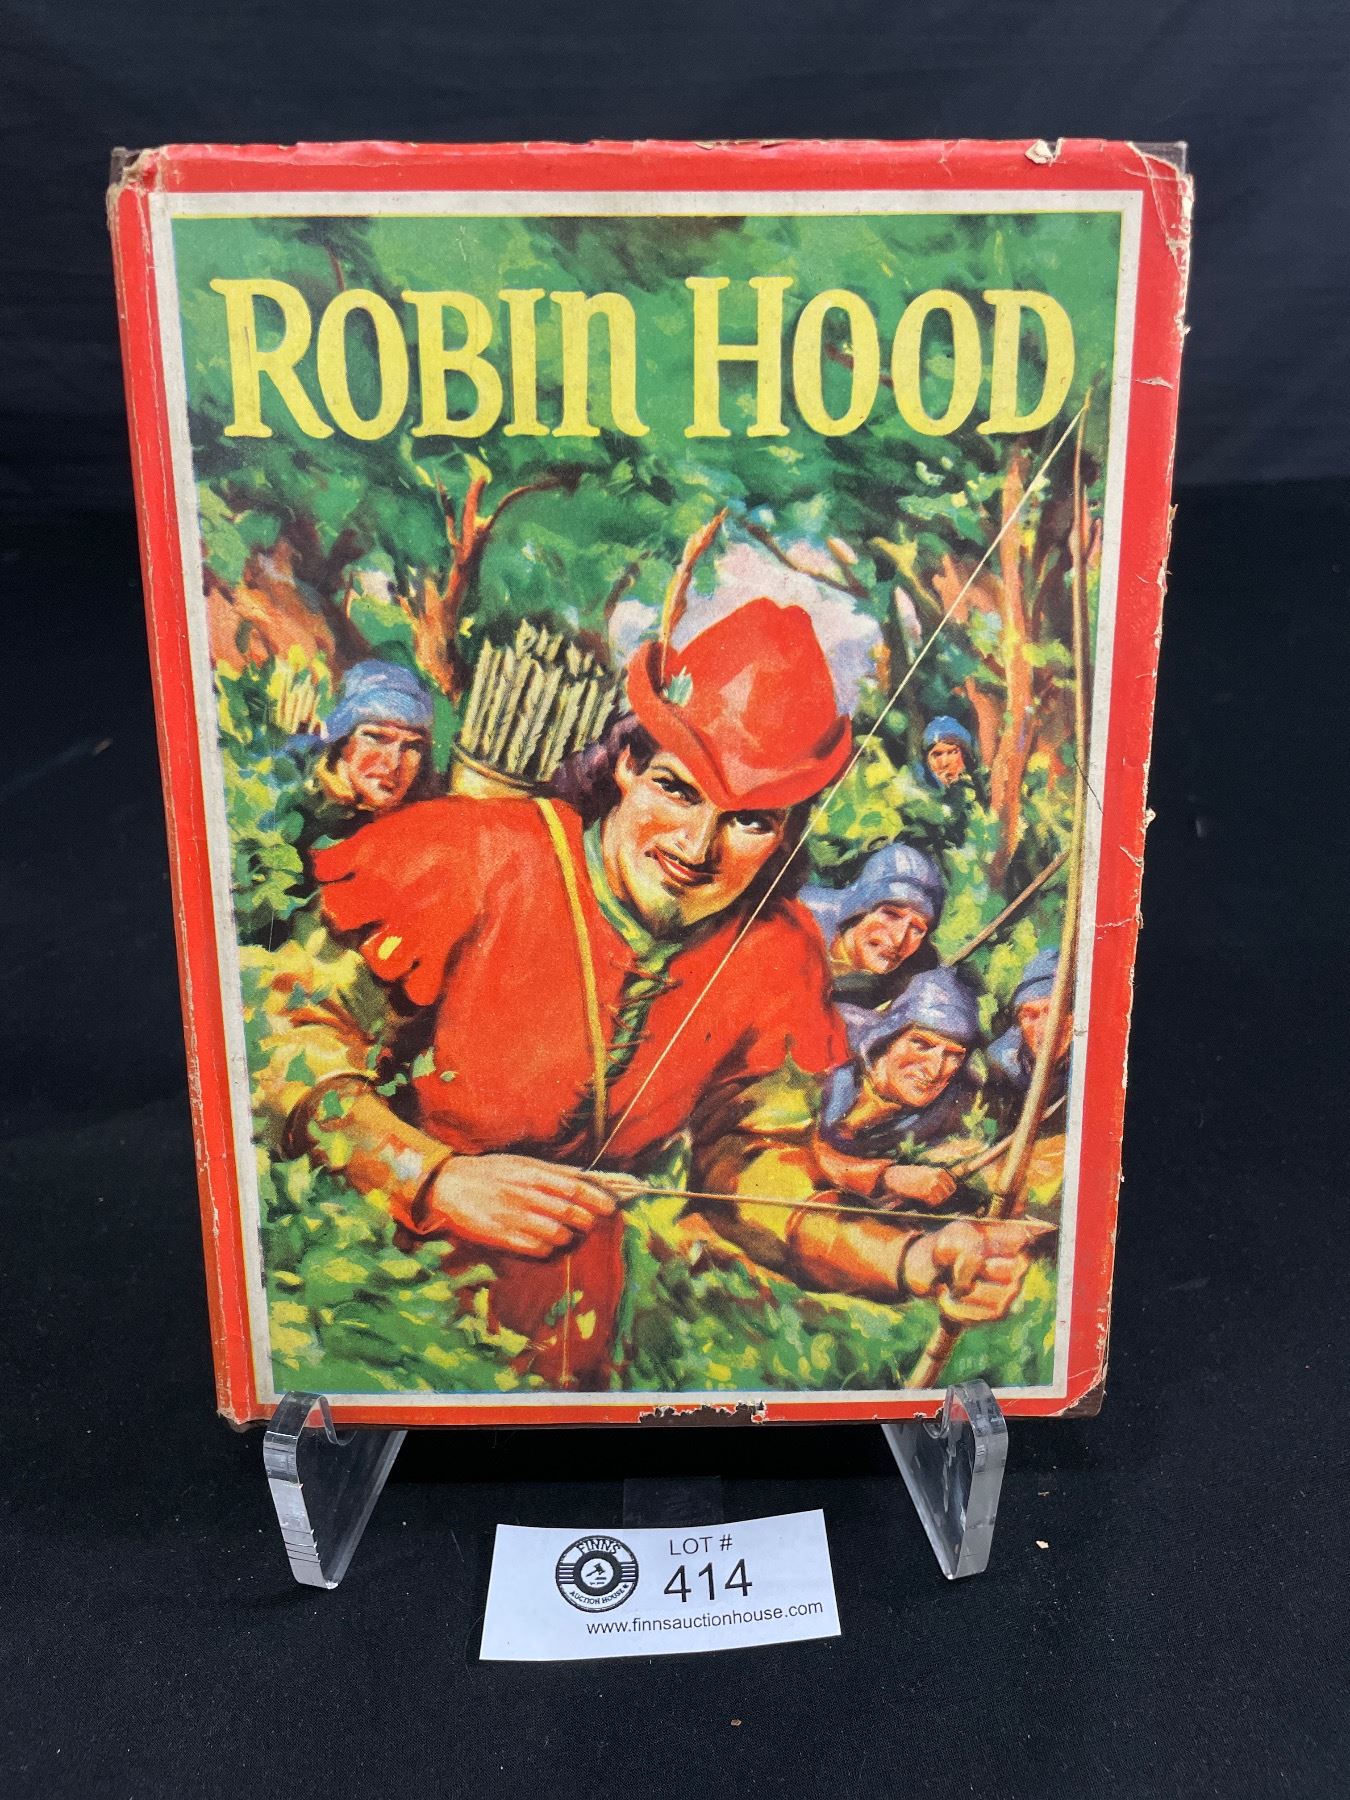 ROBIN HOOD
FINNS
AUCTION HOUSE
LOT #
414
www.finnsauctionhouse.com